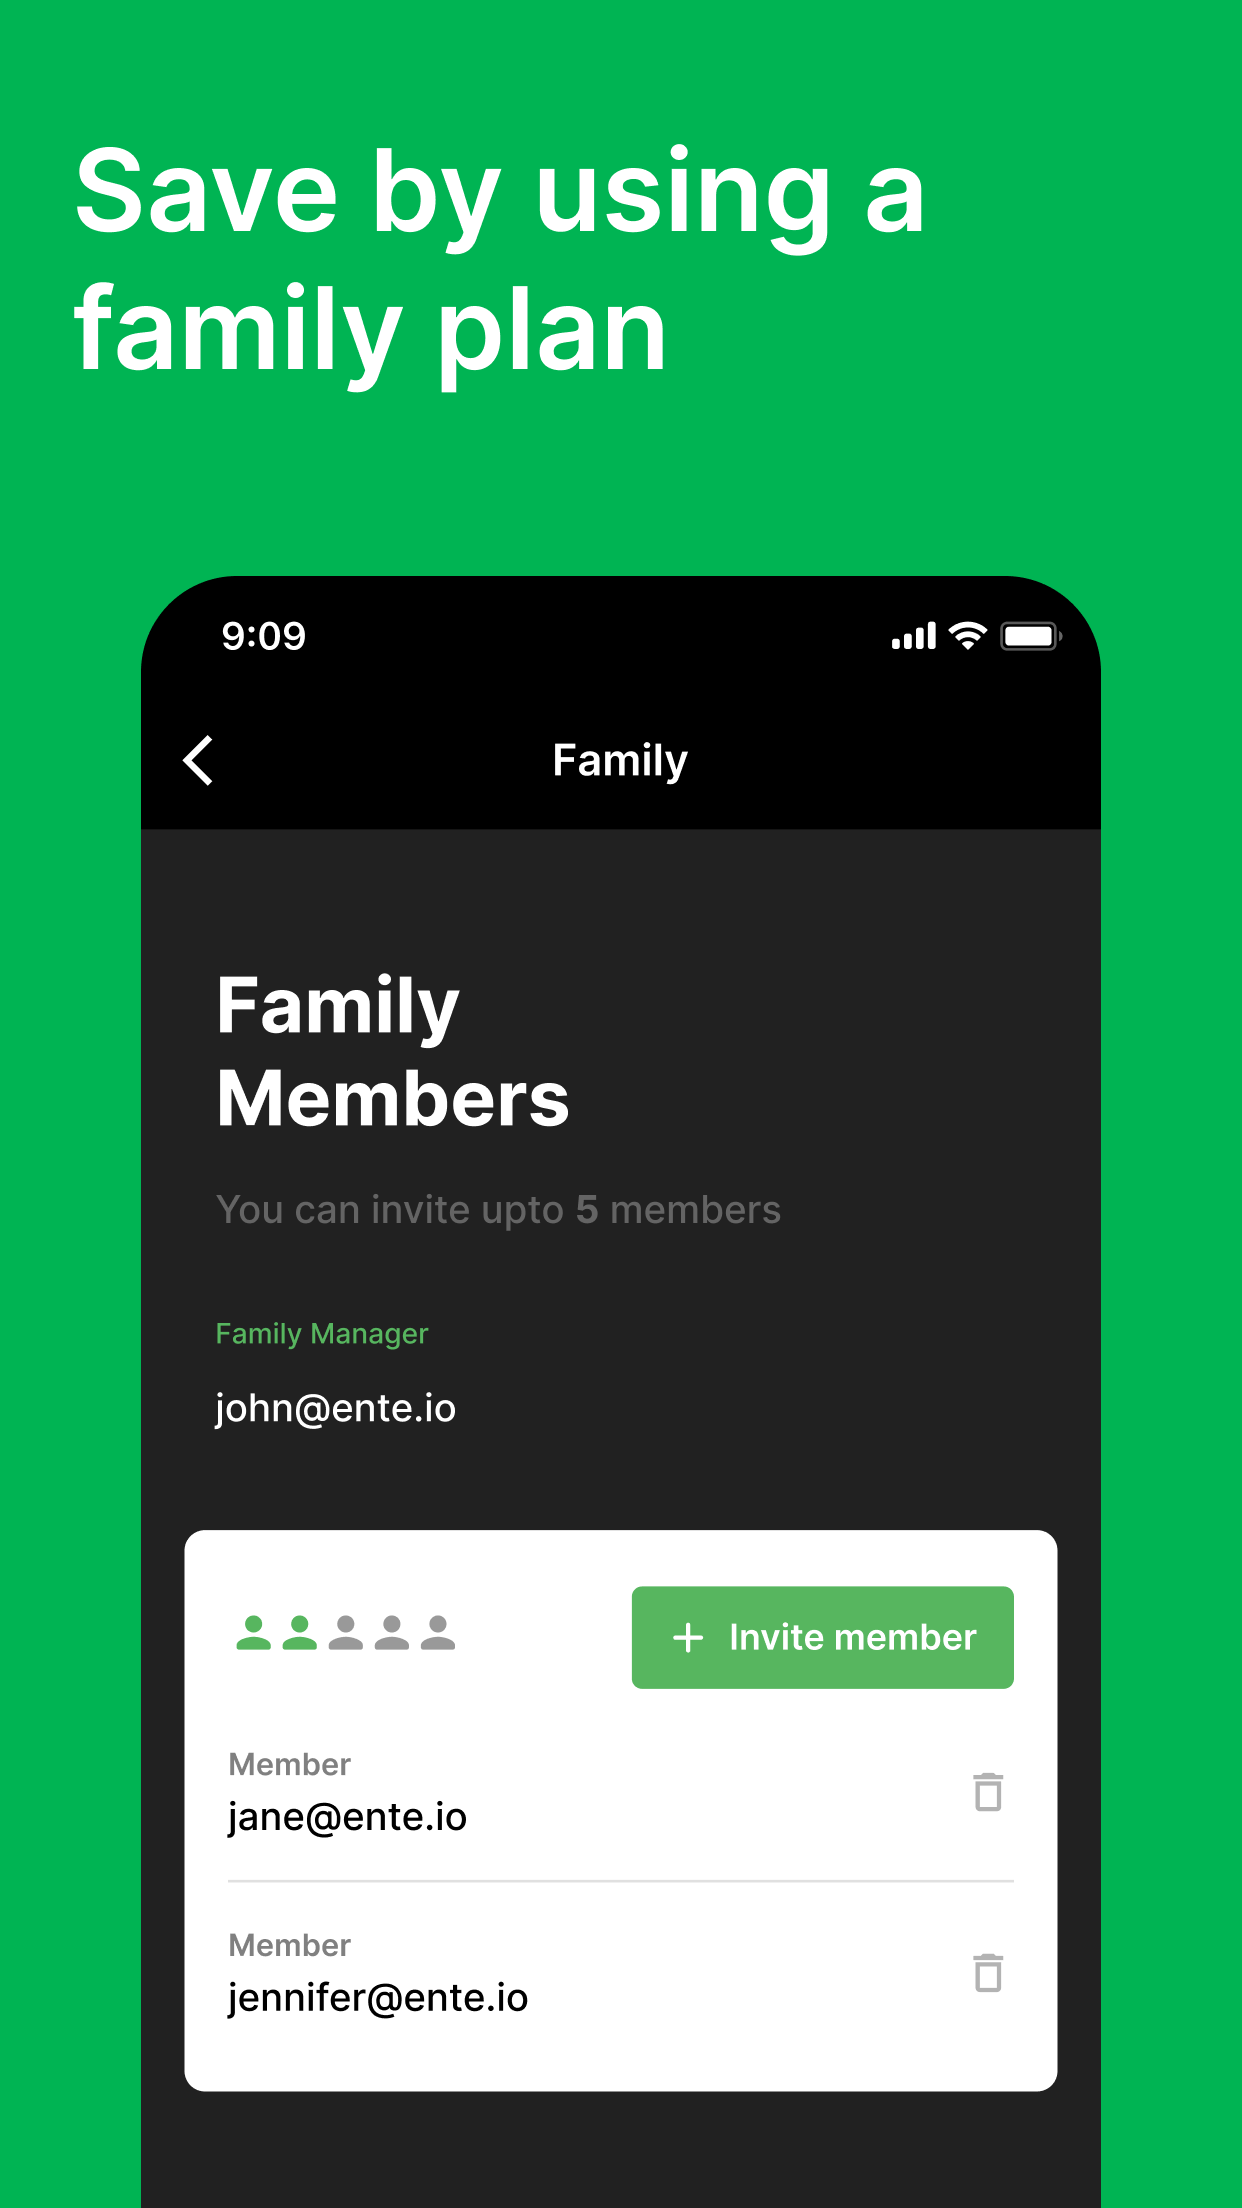 Save by using a
family plan
9:09
Family
Family
Members
You can invite upto 5 members
Family Manager
john@ente.io
Invite member
Member
jane@ente.io
Member
jennifer@ente.io